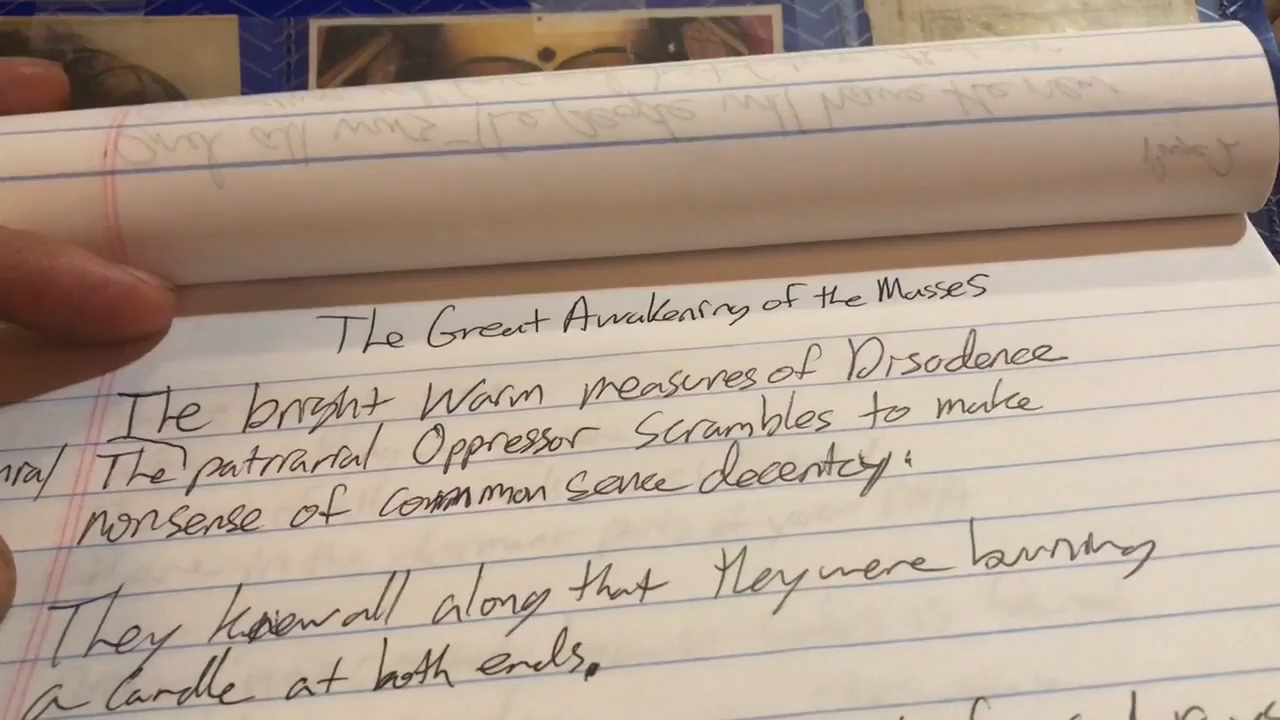 The Great Awakening of the Masses
The bright Warm measures of Disodence
The patriarial Oppressor Scrambles to make
nonsense of common sence decentcy.
They knew all along that they were burning
a Candle at both ends.